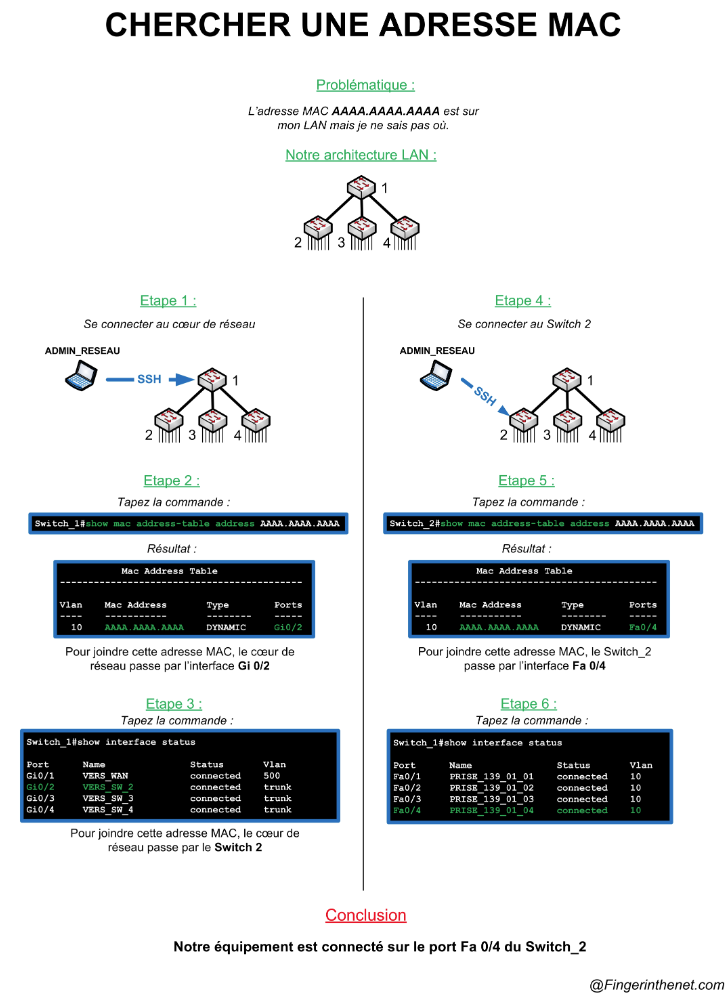 CHERCHER UNE ADRESSE MAC
Problématique :
L'adresse MAC AAAA.AAAA.AAAA est sur
mon LAN mais je ne sais pas où.
Notre architecture LAN :
1
2 3 4
Etape 1 :
Se connecter au cœur de réseau
ADMIN_RESEAU
SSH
1
2 3 4
Etape 2 :
Tapez la commande :
Switch_1#show mac address-table address AAAA.AAAA.AAAA
Résultat :
Mac Address Table
-------------------------------------------
Vlan Mac Address Type Ports
---- ----------- -------- -----
10 AAAA.AAAA.AAAA DYNAMIC Gi0/2
Pour joindre cette adresse MAC, le cœur de
réseau passe par l'interface Gi 0/2
Etape 3 :
Tapez la commande :
Switch_1#show interface status
Port Name Status Vlan
Gi0/1 VERS_WAN connected 500
Gi0/2 VERS_SW_2 connected trunk
Gi0/3 VERS_SW_3 connected trunk
Gi0/4 VERS_SW_4 connected trunk
Pour joindre cette adresse MAC, le cœur de
réseau passe par le Switch 2
Etape 4 :
Se connecter au Switch 2
ADMIN_RESEAU
SSH
1
2 3 4
Etape 5 :
Tapez la commande :
Switch_2#show mac address-table address AAAA.AAAA.AAAA
Résultat :
Mac Address Table
-------------------------------------------
Vlan Mac Address Type Ports
---- ----------- -------- -----
10 AAAA.AAAA.AAAA DYNAMIC Fa0/4
Pour joindre cette adresse MAC, le Switch_2
passe par l'interface Fa 0/4
Etape 6 :
Tapez la commande :
Switch_1#show interface status
Port Name Status Vlan
Fa0/1 PRISE_139_01_01 connected 10
Fa0/2 PRISE_139_01_02 connected 10
Fa0/3 PRISE_139_01_03 connected 10
Fa0/4 PRISE_139_01_04 connected 10
Conclusion
Notre équipement est connecté sur le port Fa 0/4 du Switch_2
@Fingerinthenet.com